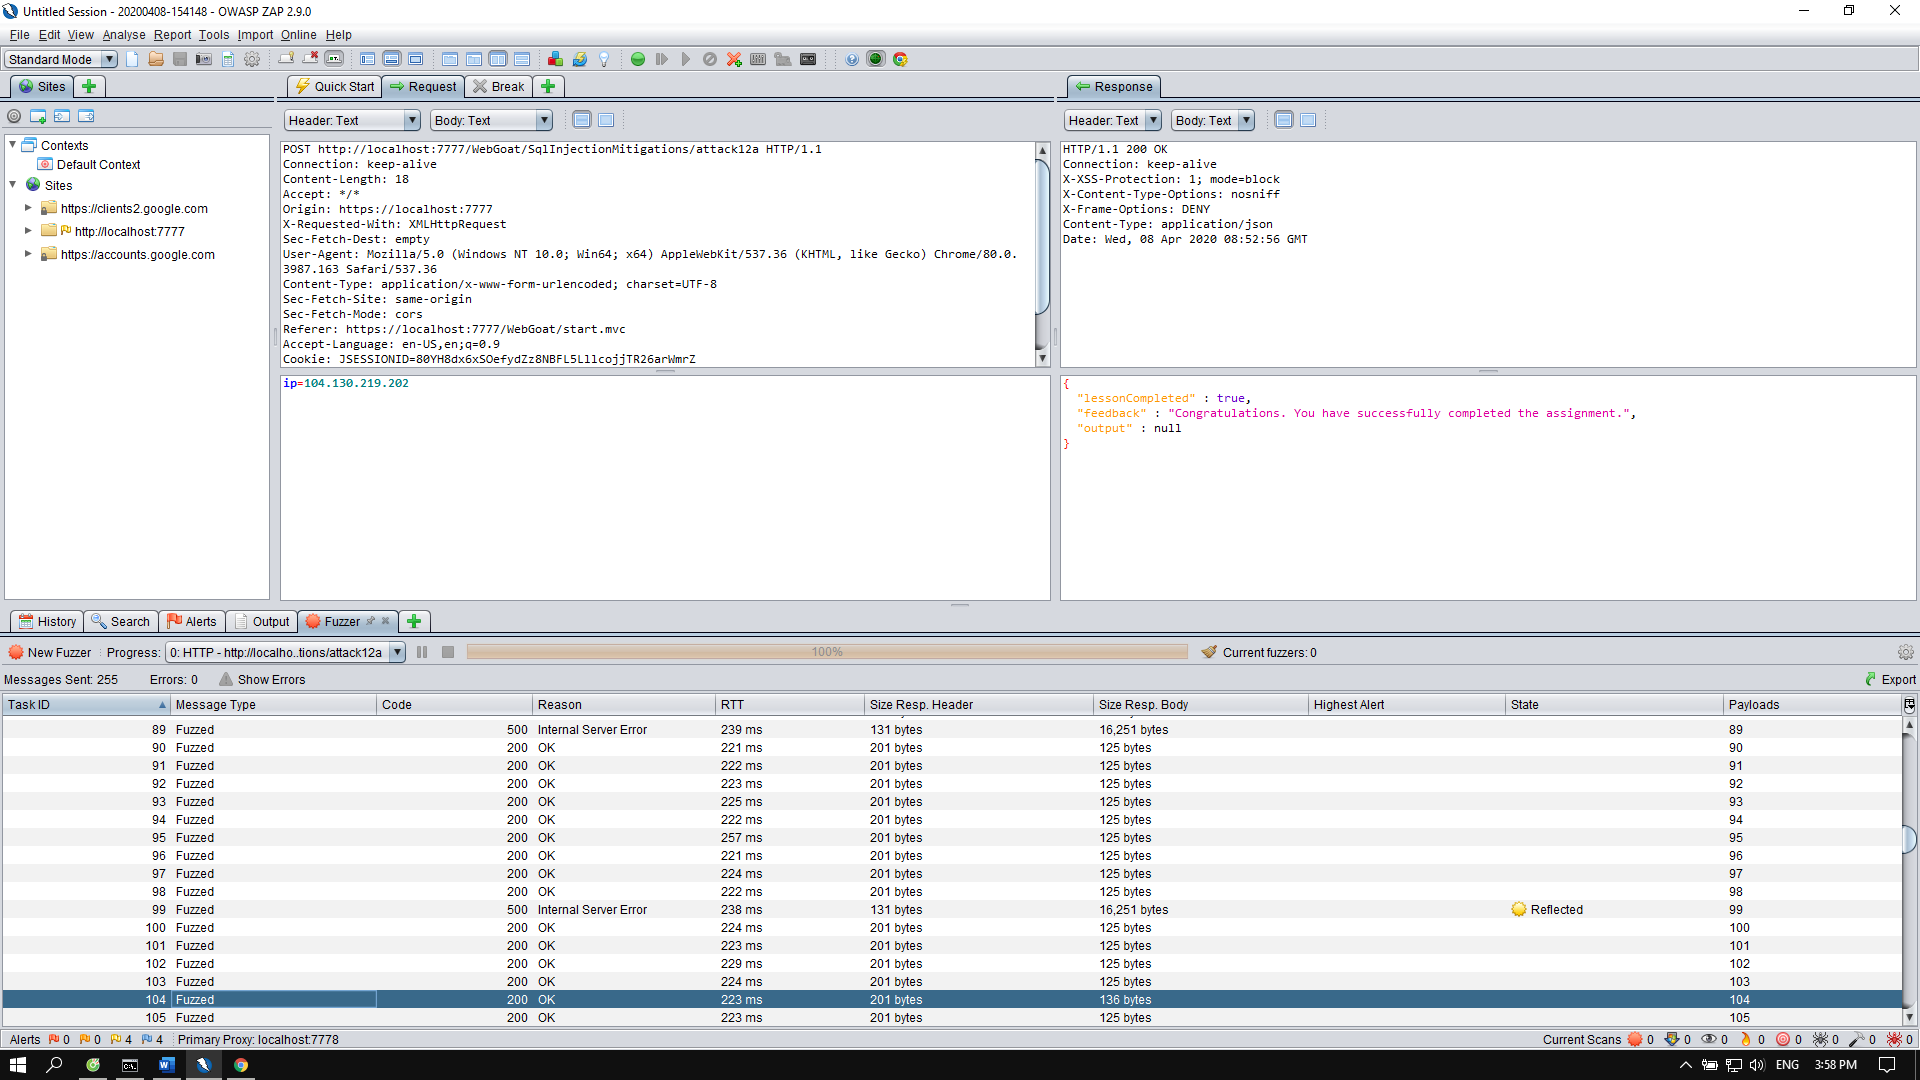 Untitled Session - 20200408-154148 - OWASP ZAP 2.9.0
File Edit View Analyse Report Tools Import Online Help
Standard Mode
Sites
Quick Start
Request
Break
Response
Header: Text
Body: Text
Header: Text
Body: Text
Contexts
Default Context
Sites
https://clients2.google.com
http://localhost:7777
https://accounts.google.com
POST http://localhost:7777/WebGoat/SqlInjectionMitigations/attack12a HTTP/1.1
Connection: keep-alive
Content-Length: 18
Accept: */*
Origin: https://localhost:7777
X-Requested-With: XMLHttpRequest
Sec-Fetch-Dest: empty
User-Agent: Mozilla/5.0 (Windows NT 10.0; Win64; x64) AppleWebKit/537.36 (KHTML, like Gecko) Chrome/80.0.
3987.163 Safari/537.36
Content-Type: application/x-www-form-urlencoded; charset=UTF-8
Sec-Fetch-Site: same-origin
Sec-Fetch-Mode: cors
Referer: https://localhost:7777/WebGoat/start.mvc
Accept-Language: en-US,en;q=0.9
Cookie: JSESSIONID=80YH8dx6xSOefydZz8NBFL5LllcojjTR26arWmrZ
ip=104.130.219.202
HTTP/1.1 200 OK
Connection: keep-alive
X-XSS-Protection: 1; mode=block
X-Content-Type-Options: nosniff
X-Frame-Options: DENY
Content-Type: application/json
Date: Wed, 08 Apr 2020 08:52:56 GMT
{
"lessonCompleted" : true,
"feedback" : "Congratulations. You have successfully completed the assignment.",
"output" : null
}
History
Search
Alerts
Output
Fuzzer
New Fuzzer
Progress:
0: HTTP - http://localho..tions/attack12a
100%
Current fuzzers: 0
Messages Sent: 255
Errors: 0
Show Errors
Export
Task ID Message Type Code Reason RTT Size Resp. Header Size Resp. Body Highest Alert State Payloads
89 Fuzzed 500 Internal Server Error 239 ms 131 bytes 16,251 bytes 89
90 Fuzzed 200 OK 221 ms 201 bytes 125 bytes 90
91 Fuzzed 200 OK 222 ms 201 bytes 125 bytes 91
92 Fuzzed 200 OK 223 ms 201 bytes 125 bytes 92
93 Fuzzed 200 OK 225 ms 201 bytes 125 bytes 93
94 Fuzzed 200 OK 222 ms 201 bytes 125 bytes 94
95 Fuzzed 200 OK 257 ms 201 bytes 125 bytes 95
96 Fuzzed 200 OK 221 ms 201 bytes 125 bytes 96
97 Fuzzed 200 OK 224 ms 201 bytes 125 bytes 97
98 Fuzzed 200 OK 222 ms 201 bytes 125 bytes 98
99 Fuzzed 500 Internal Server Error 238 ms 131 bytes 16,251 bytes Reflected 99
100 Fuzzed 200 OK 224 ms 201 bytes 125 bytes 100
101 Fuzzed 200 OK 223 ms 201 bytes 125 bytes 101
102 Fuzzed 200 OK 229 ms 201 bytes 125 bytes 102
103 Fuzzed 200 OK 224 ms 201 bytes 125 bytes 103
104 Fuzzed 200 OK 223 ms 201 bytes 136 bytes 104
105 Fuzzed 200 OK 223 ms 201 bytes 125 bytes 105
Alerts 0 0 4 4 Primary Proxy: localhost:7778
Current Scans 0 0 0 0 0 0 0 0
ENG 3:58 PM